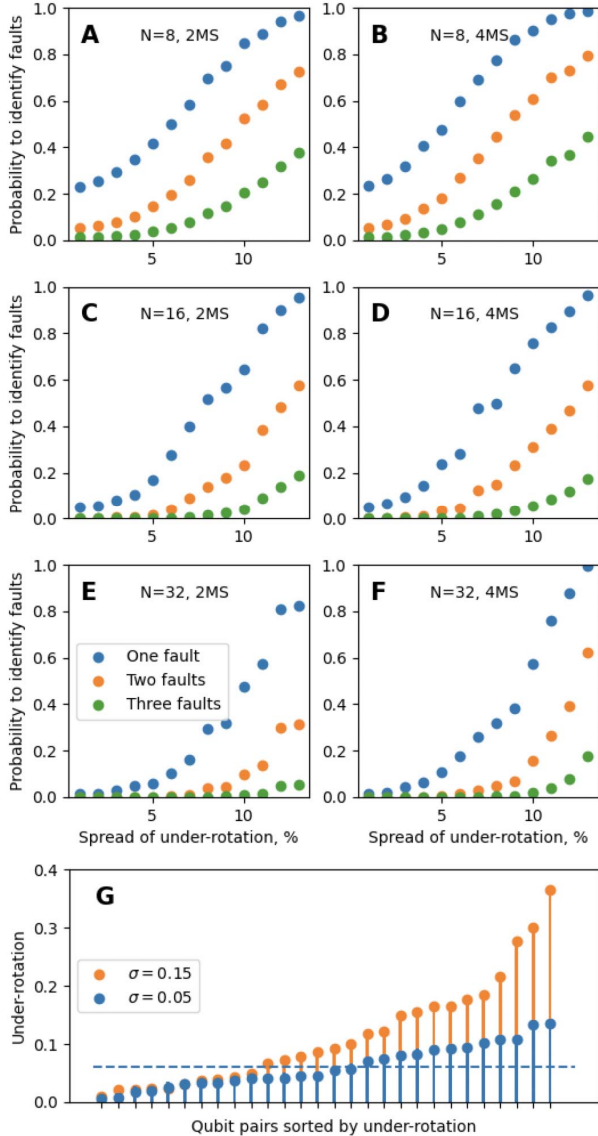 A
N=8, 2MS
B
N=8, 4MS
Probability to identify faults
1.0
0.8
0.6
0.4
0.2
0.0
5
10
1.0
0.8
0.6
0.4
0.2
0.0
5
10
C
N=16, 2MS
D
N=16, 4MS
Probability to identify faults
1.0
0.8
0.6
0.4
0.2
0.0
5
10
1.0
0.8
0.6
0.4
0.2
0.0
5
10
E
N=32, 2MS
F
N=32, 4MS
Probability to identify faults
1.0
0.8
0.6
0.4
0.2
0.0
One fault
Two faults
Three faults
5
10
Spread of under-rotation, %
1.0
0.8
0.6
0.4
0.2
0.0
5
10
Spread of under-rotation, %
G
Under-rotation
0.4
0.3
0.2
0.1
0.0
σ = 0.15
σ = 0.05
Qubit pairs sorted by under-rotation